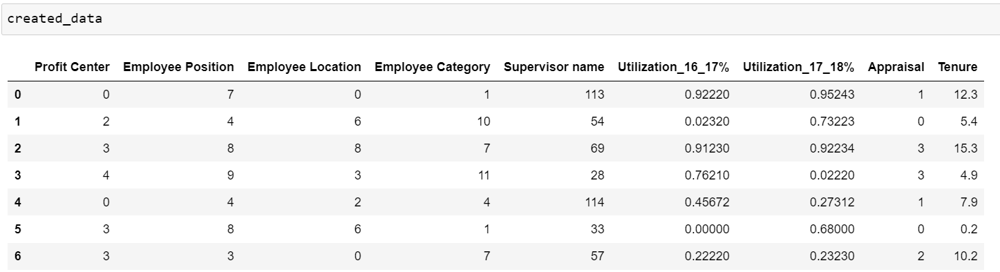 created_data
Profit Center Employee Position Employee Location Employee Category Supervisor name Utilization_16_17% Utilization_17_18% Appraisal Tenure
0 0 7 0 1 113 0.92220 0.95243 1 12.3
1 2 4 6 10 54 0.02320 0.73223 0 5.4
2 3 8 8 7 69 0.91230 0.92234 3 15.3
3 4 9 3 11 28 0.76210 0.02220 3 4.9
4 0 4 2 4 114 0.45672 0.27312 1 7.9
5 3 8 6 1 33 0.00000 0.68000 0 0.2
6 3 3 0 7 57 0.22220 0.23230 2 10.2